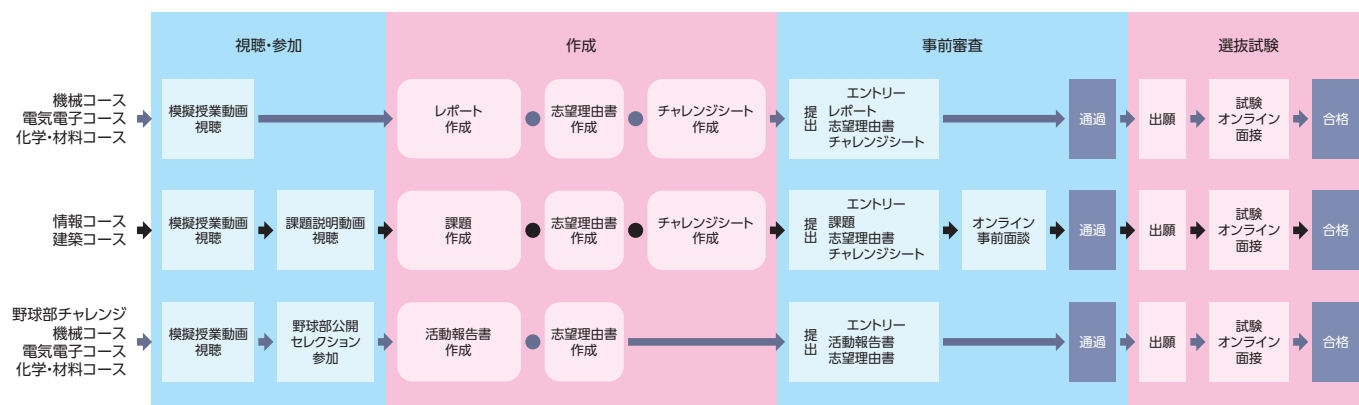 視聴・参加
作成
事前審査
選抜試験
機械コース
電気電子コース
化学・材料コース
模擬授業動画
視聴
レポート
作成
志望理由書
作成
チャレンジシート
作成
提出
エントリー
レポート
志望理由書
チャレンジシート
通過
出願
試験
オンライン
面接
合格
情報コース
建築コース
模擬授業動画
視聴
課題説明動画
視聴
課題
作成
志望理由書
作成
チャレンジシート
作成
提出
エントリー
課題
志望理由書
チャレンジシート
オンライン
事前面談
通過
出願
試験
オンライン
面接
合格
野球部チャレンジ
機械コース
電気電子コース
化学・材料コース
模擬授業動画
視聴
野球部公開
セレクション
参加
活動報告書
作成
志望理由書
作成
提出
エントリー
活動報告書
志望理由書
通過
出願
試験
オンライン
面接
合格